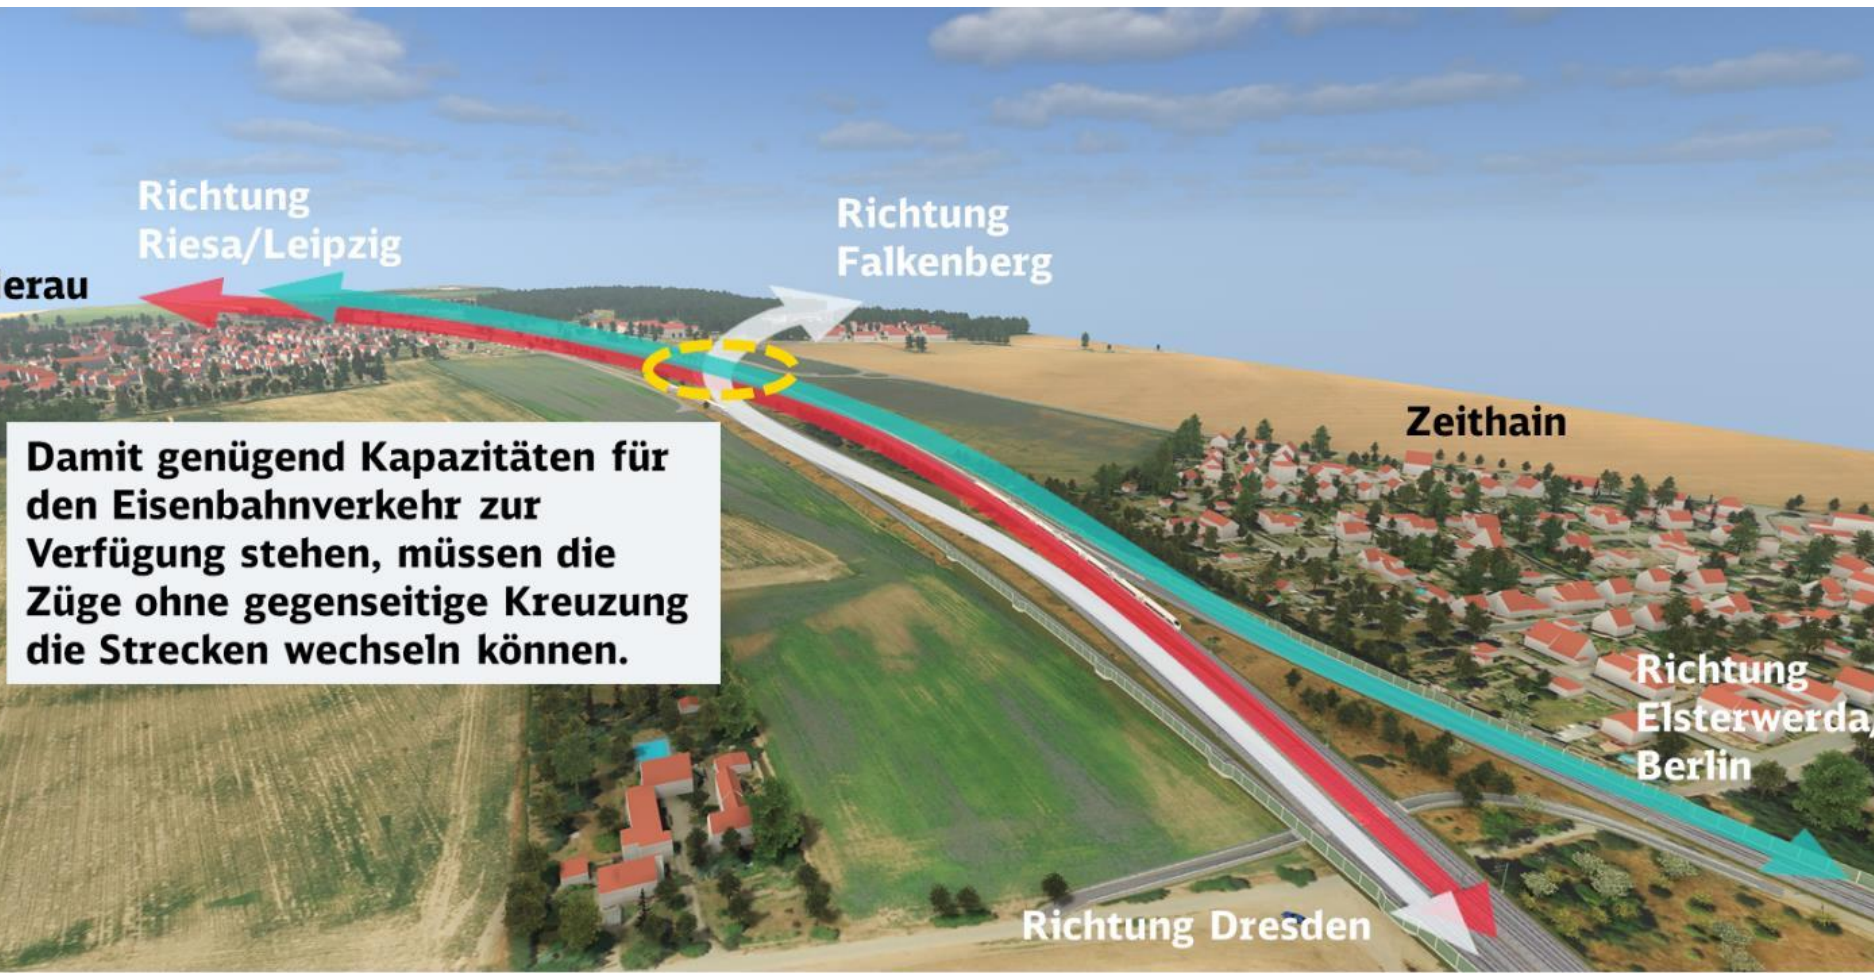 Richtung
Riesa/Leipzig
Richtung
Falkenberg
erau
Zeithain
Damit genügend Kapazitäten für
den Eisenbahnverkehr zur
Verfügung stehen, müssen die
Züge ohne gegenseitige Kreuzung
die Strecken wechseln können.
Richtung
Elsterwerda/
Berlin
Richtung Dresden